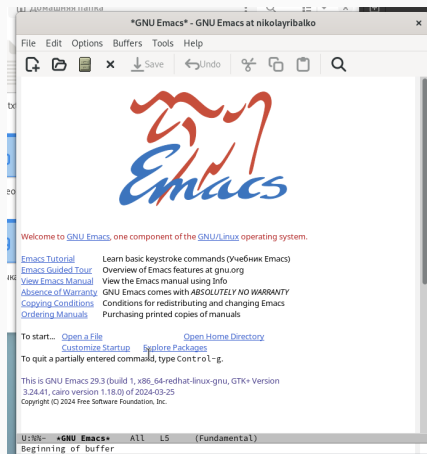 Домашняя папка
*GNU Emacs* - GNU Emacs at nikolayribalko ×
File Edit Options Buffers Tools Help
Save Undo
Emacs
Welcome to GNU Emacs, one component of the GNU/Linux operating system.
Emacs Tutorial Learn basic keystroke commands (Учебник Emacs)
Emacs Guided Tour Overview of Emacs features at gnu.org
View Emacs Manual View the Emacs manual using Info
Absence of Warranty GNU Emacs comes with ABSOLUTELY NO WARRANTY
Copying Conditions Conditions for redistributing and changing Emacs
Ordering Manuals Purchasing printed copies of manuals
To start... Open a File Open Home Directory
Customize Startup Explore Packages
To quit a partially entered command, type Control-g.
This is GNU Emacs 29.3 (build 1, x86_64-redhat-linux-gnu, GTK+ Version
3.24.41, cairo version 1.18.0) of 2024-03-25
Copyright (C) 2024 Free Software Foundation, Inc.
U:%%- *GNU Emacs* All L5 (Fundamental)
Beginning of buffer